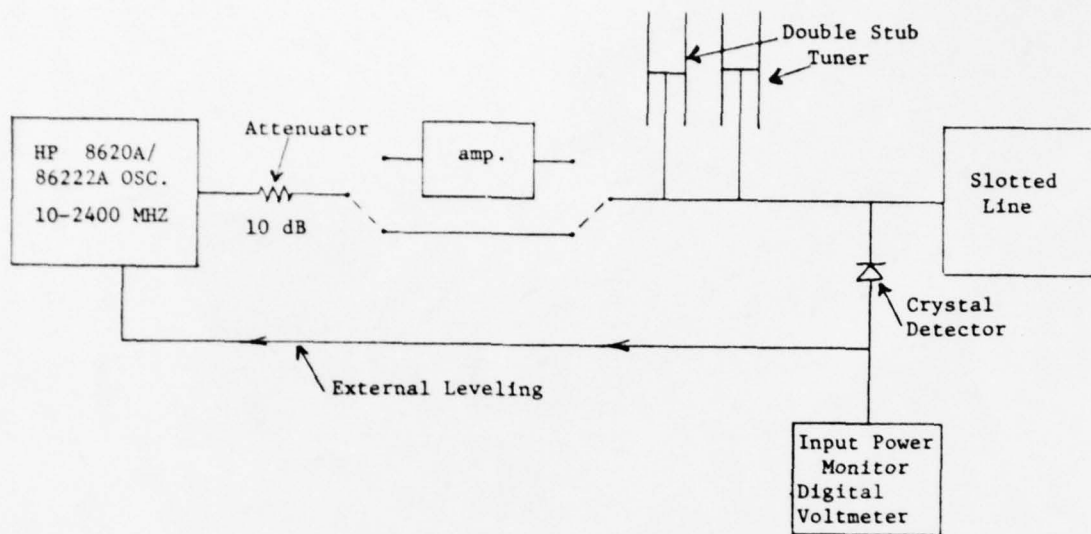 Double Stub
Tuner
Attenuator
HP 8620A/
86222A OSC.
10-2400 MHZ
amp.
10 dB
Slotted
Line
Crystal
Detector
External Leveling
Input Power
Monitor
Digital
Voltmeter